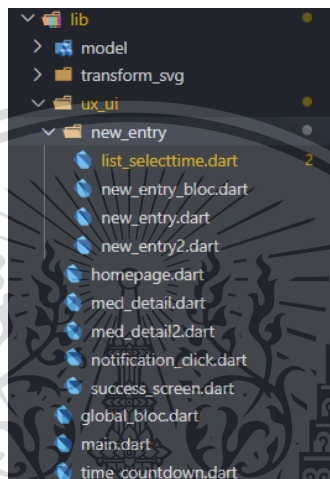 lib
model
transform_svg
ux_ui
new_entry
list_selecttime.dart 2
new_entry_bloc.dart
new_entry.dart
new_entry2.dart
homepage.dart
med_detail.dart
med_detail2.dart
notification_click.dart
success_screen.dart
global_bloc.dart
main.dart
time_countdown.dart